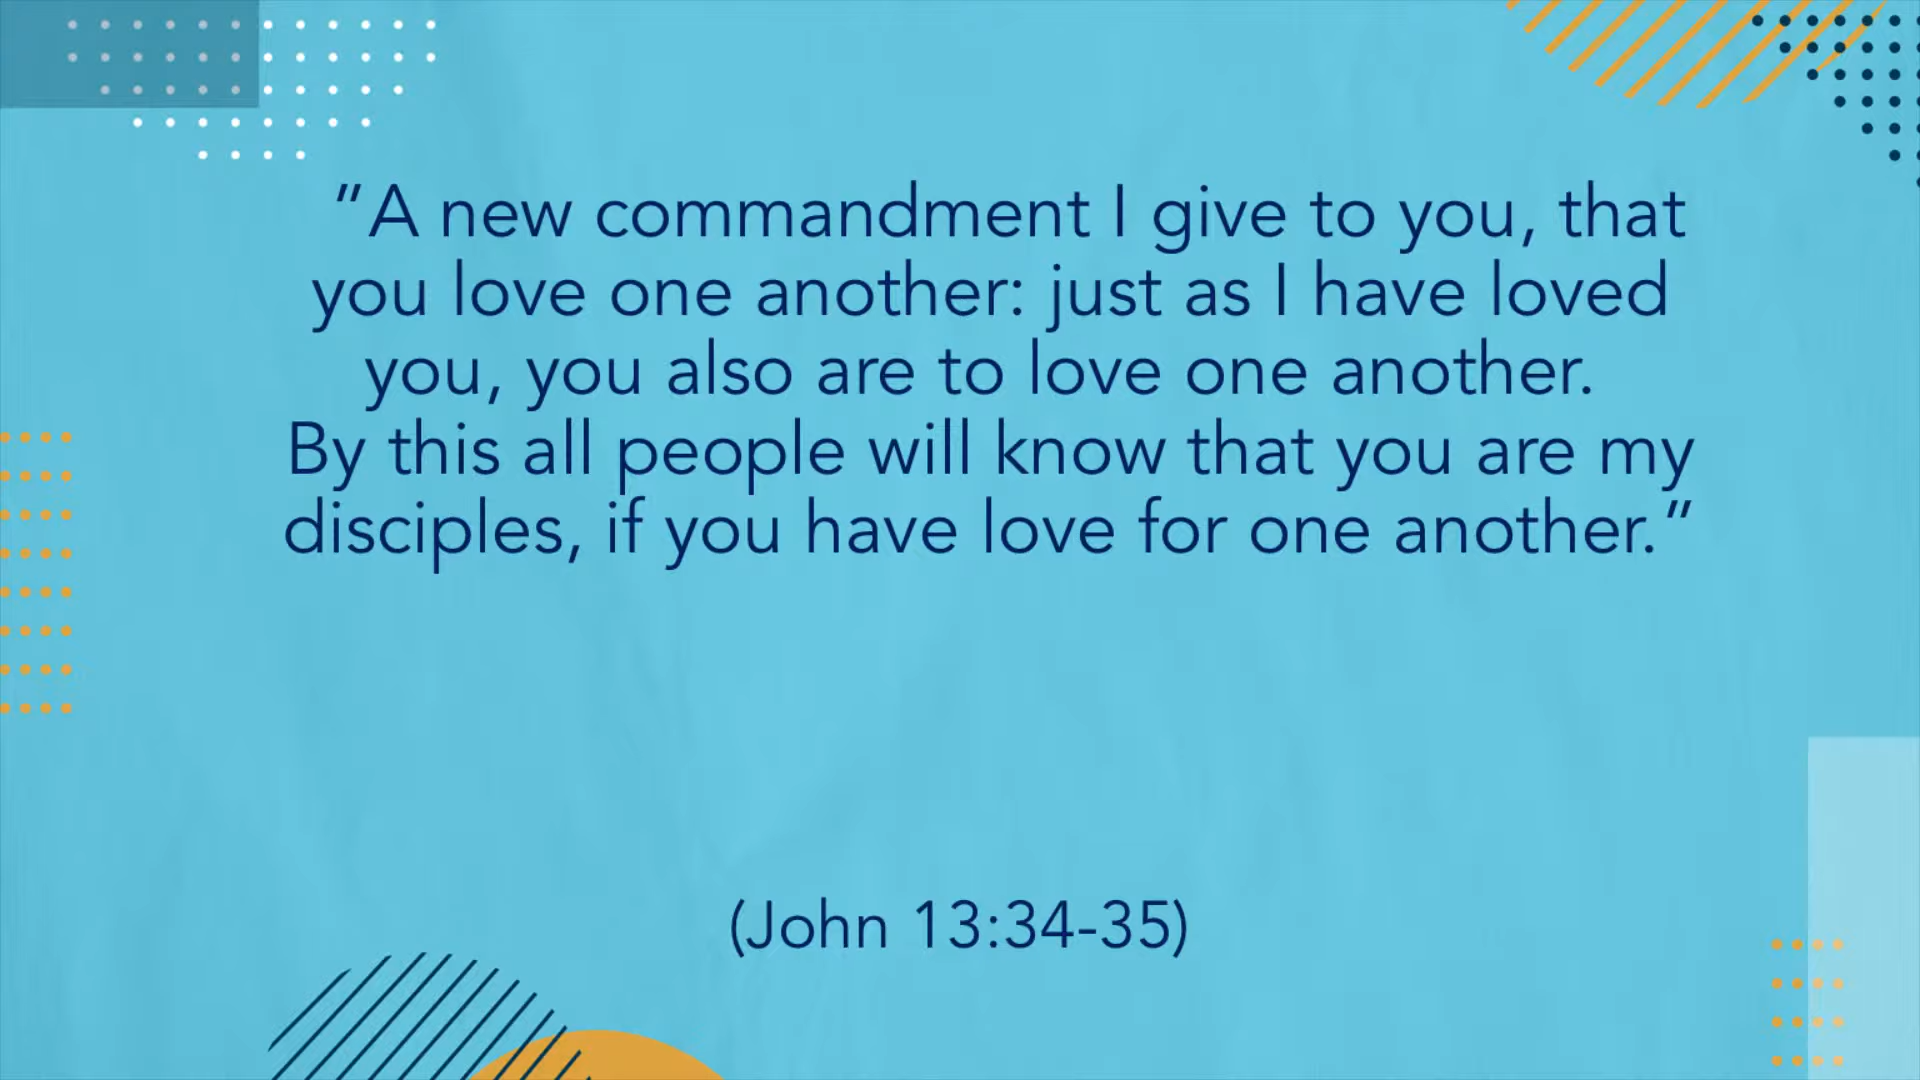 “A new commandment I give to you, that
you love one another: just as I have loved
you, you also are to love one another.
By this all people will know that you are my
disciples, if you have love for one another.”
(John 13:34-35)